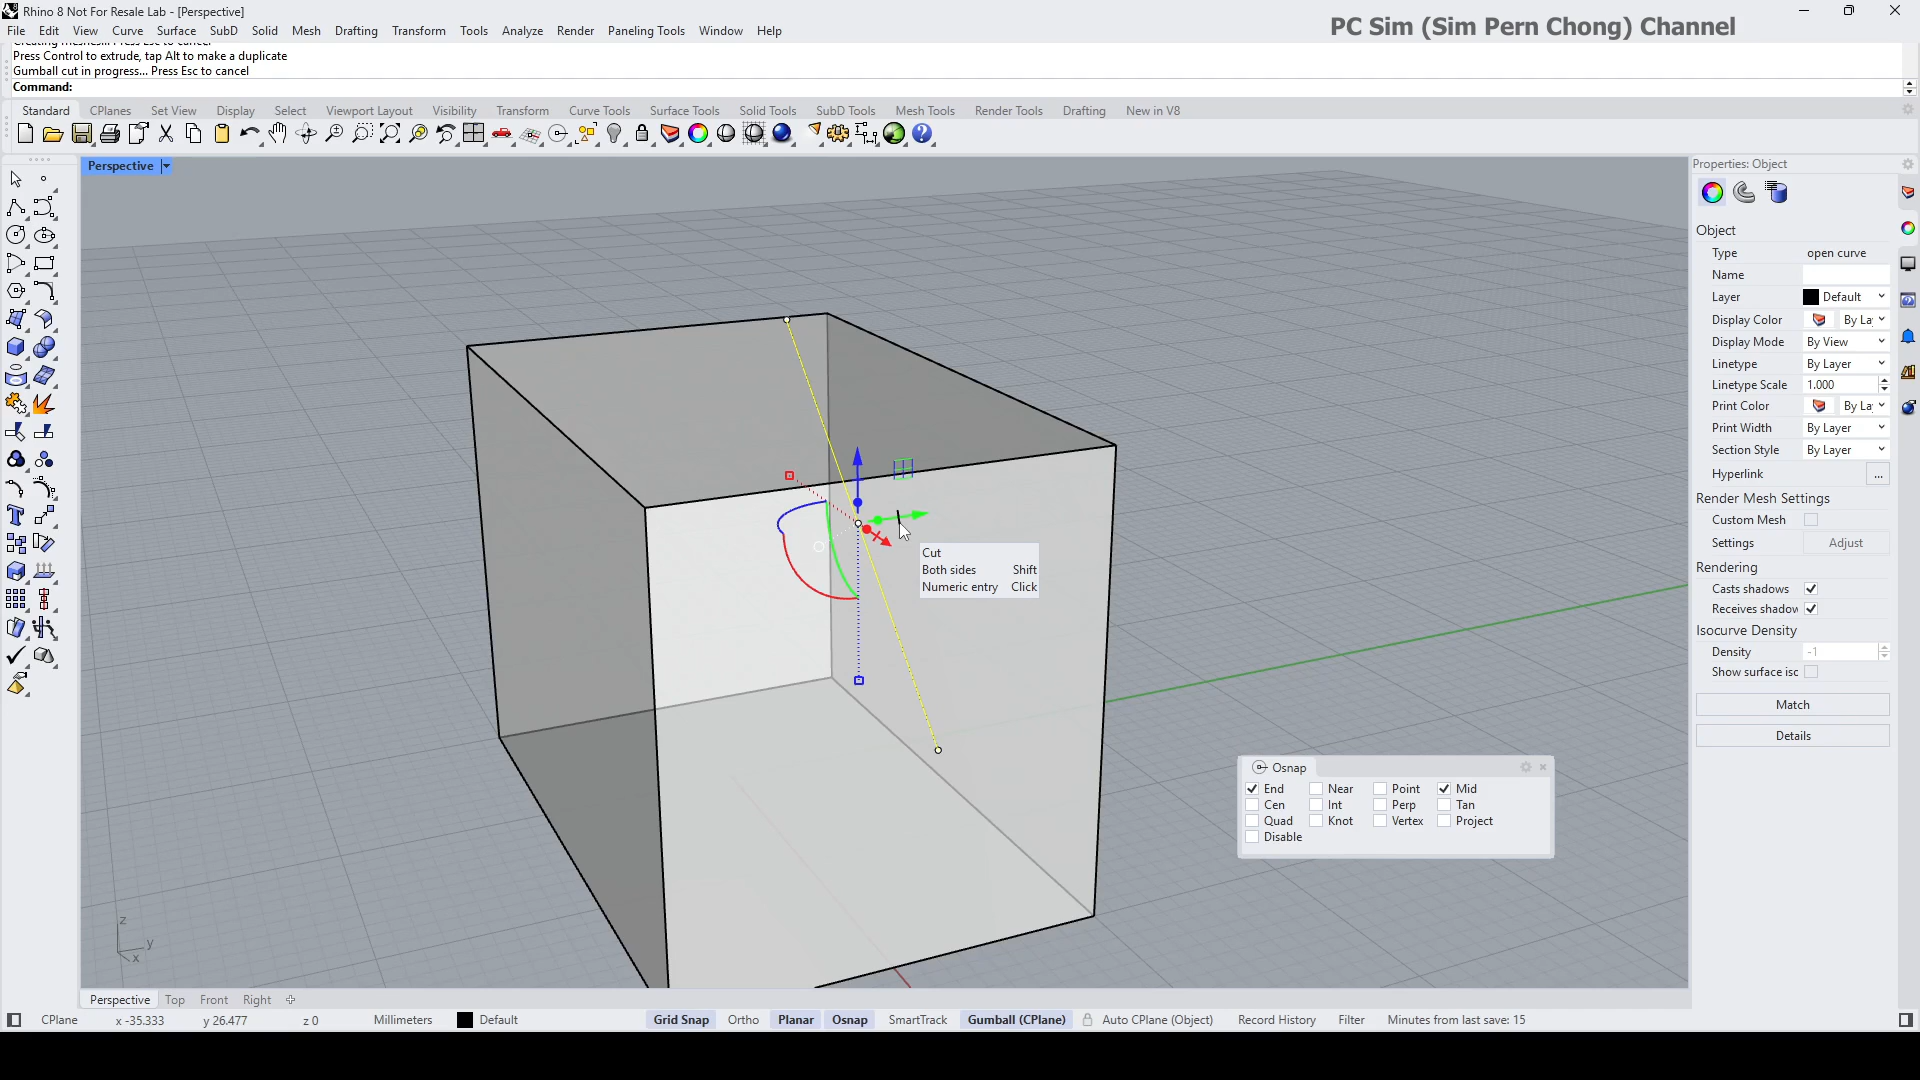 Rhino 8 Not For Resale Lab - [Perspective]
PC Sim (Sim Pern Chong) Channel
File Edit View Curve Surface SubD Solid Mesh Drafting Transform Tools Analyze Render Paneling Tools Window Help
Creating meshes... Press Esc to cancel
Press Control to extrude, tap Alt to make a duplicate
Gumball cut in progress... Press Esc to cancel
Command:
Standard CPlanes Set View Display Select Viewport Layout Visibility Transform Curve Tools Surface Tools Solid Tools SubD Tools Mesh Tools Render Tools Drafting New in V8
Perspective
Properties: Object
Object
Type open curve
Name
Layer Default
Display Color By La
Display Mode By View
Linetype By Layer
Linetype Scale 1.000
Print Color By La
Print Width By Layer
Section Style By Layer
Hyperlink ...
Render Mesh Settings
Custom Mesh
Settings Adjust
Rendering
Casts shadows
Receives shadow
Isocurve Density
Density -1
Show surface isc
Match
Details
Cut
Both sides Shift
Numeric entry Click
Osnap
End Near Point Mid
Cen Int Perp Tan
Quad Knot Vertex Project
Disable
z
y
x
Perspective Top Front Right
CPlane x -35.333 y 26.477 z 0 Millimeters Default Grid Snap Ortho Planar Osnap SmartTrack Gumball (CPlane) Auto CPlane (Object) Record History Filter Minutes from last save: 15